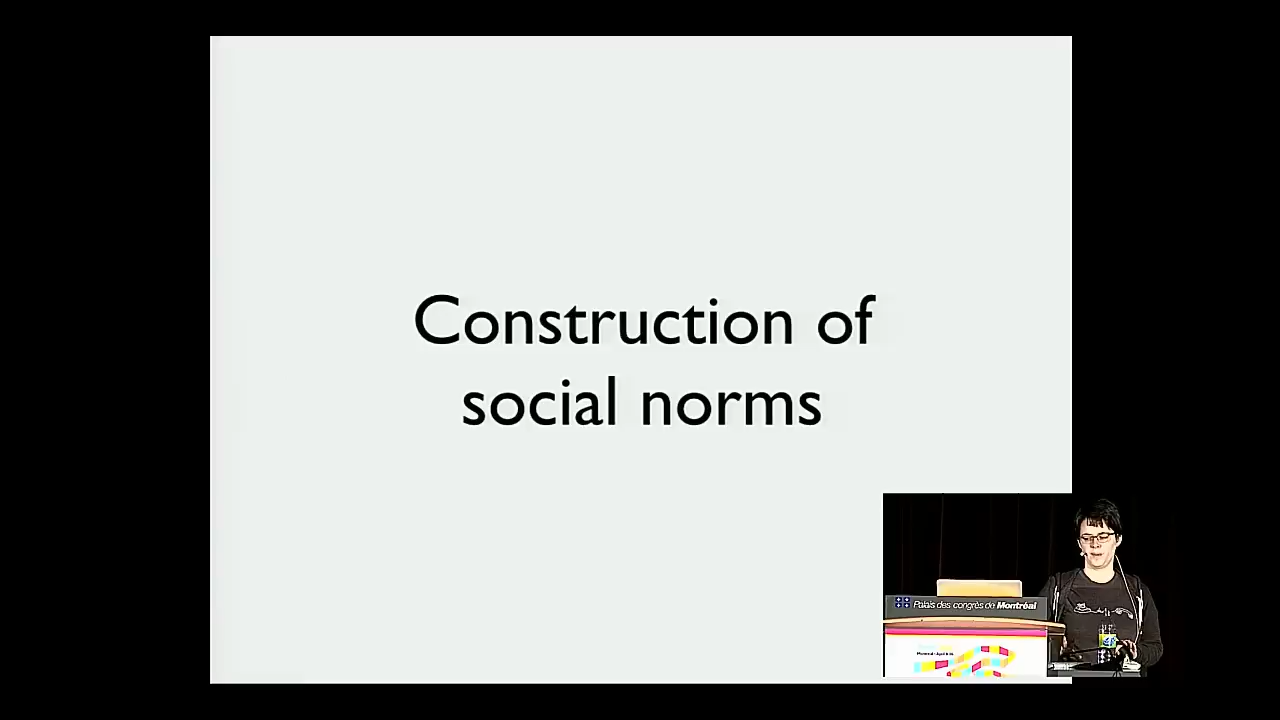 Construction of
social norms
Palais des congrès de Montréal